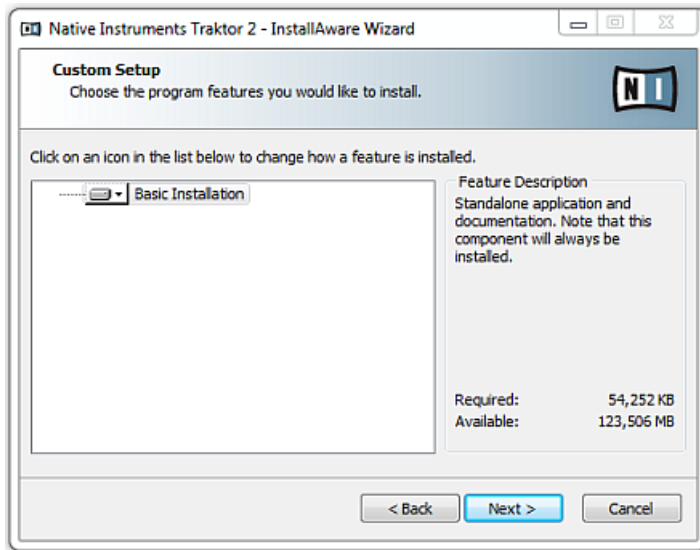 Native Instruments Traktor 2 - InstallAware Wizard
Custom Setup
Choose the program features you would like to install.
N I
Click on an icon in the list below to change how a feature is installed.
Basic Installation
Feature Description
Standalone application and
documentation. Note that this
component will always be
installed.
Required: 54,252 KB
Available: 123,506 MB
< Back Next > Cancel